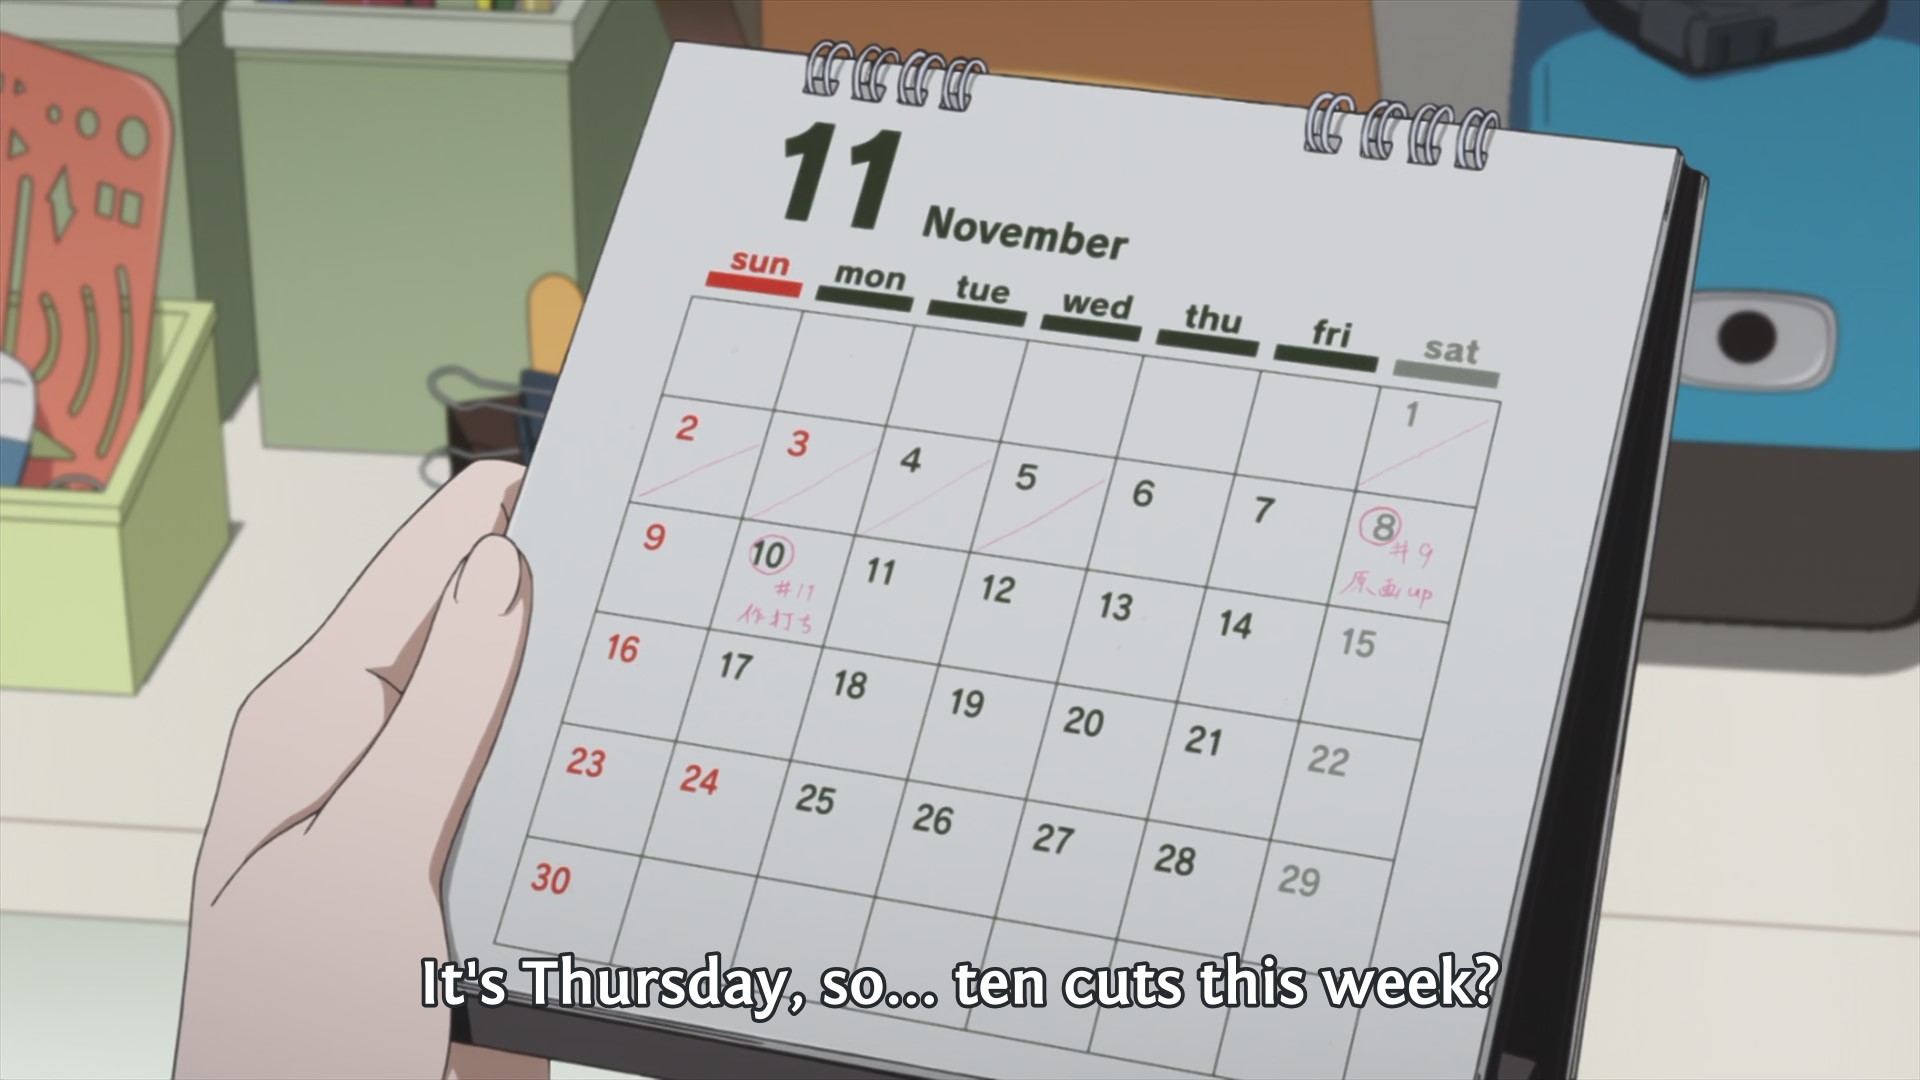 11 November
sun mon tue wed thu fri sat
1
2 3 4 5 6 7 8
#9
原画up
9 10 11 12 13 14 15
#11
作打ち
16 17 18 19 20 21 22
23 24 25 26 27 28 29
30
It's Thursday, so... ten cuts this week?